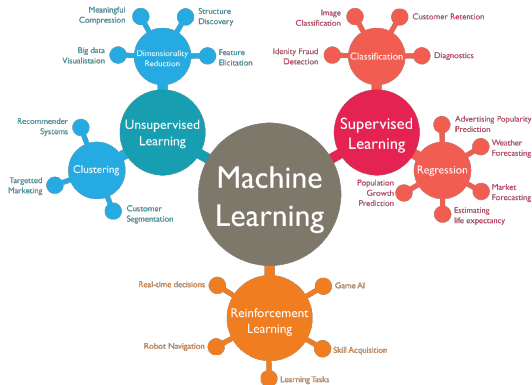 Meaningful
Compression
Structure
Discovery
Big data
Visualistaion
Dimensionality
Reduction
Feature
Elicitation
Image
Classification
Customer Retention
Idenity Fraud
Detection
Classification
Diagnostics
Unsupervised
Learning
Supervised
Learning
Recommender
Systems
Clustering
Targetted
Marketing
Customer
Segmentation
Machine
Learning
Advertising Popularity
Prediction
Weather
Forecasting
Regression
Population
Growth
Prediction
Market
Forecasting
Estimating
life expectancy
Real-time decisions
Game AI
Reinforcement
Learning
Robot Navigation
Skill Acquisition
Learning Tasks